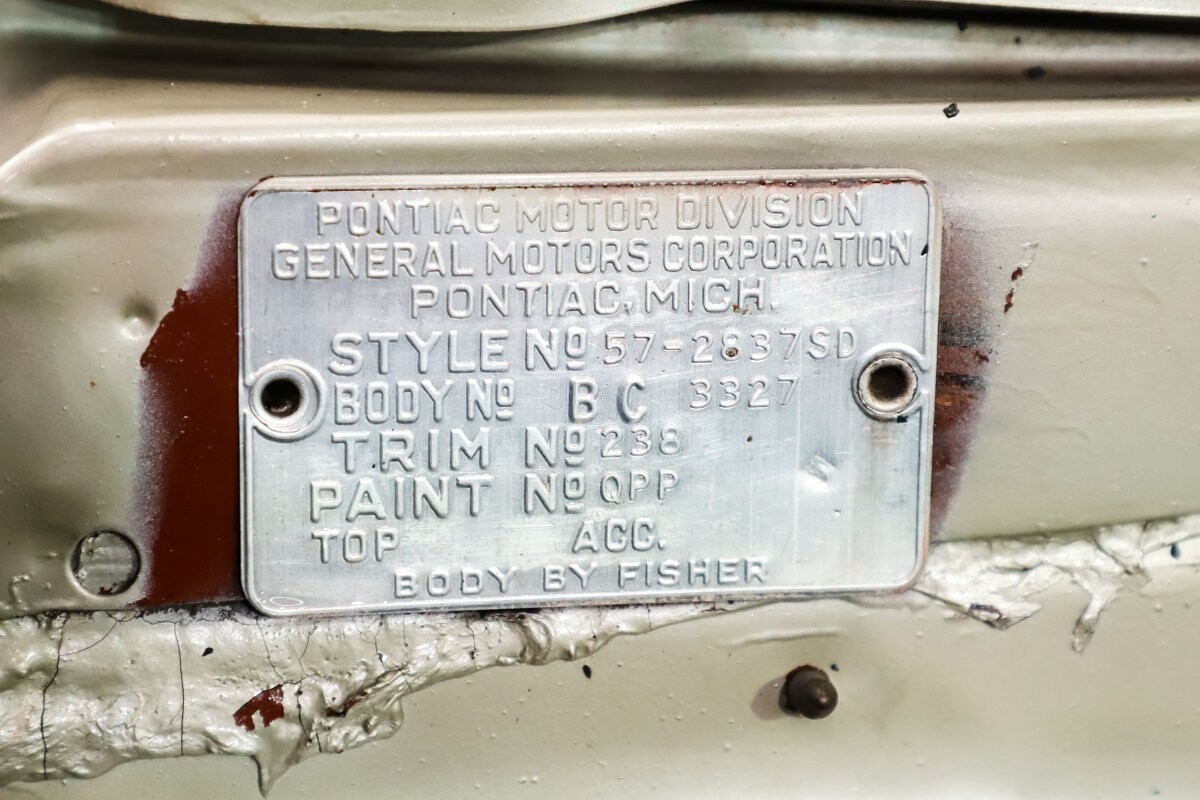 PONTIAC MOTOR DIVISION
GENERAL MOTORS CORPORATION
PONTIAC, MICH.
STYLE Nº 57-2837SD
BODY Nº BC 3327
TRIM Nº 238
PAINT Nº QPP
TOP ACC.
BODY BY FISHER